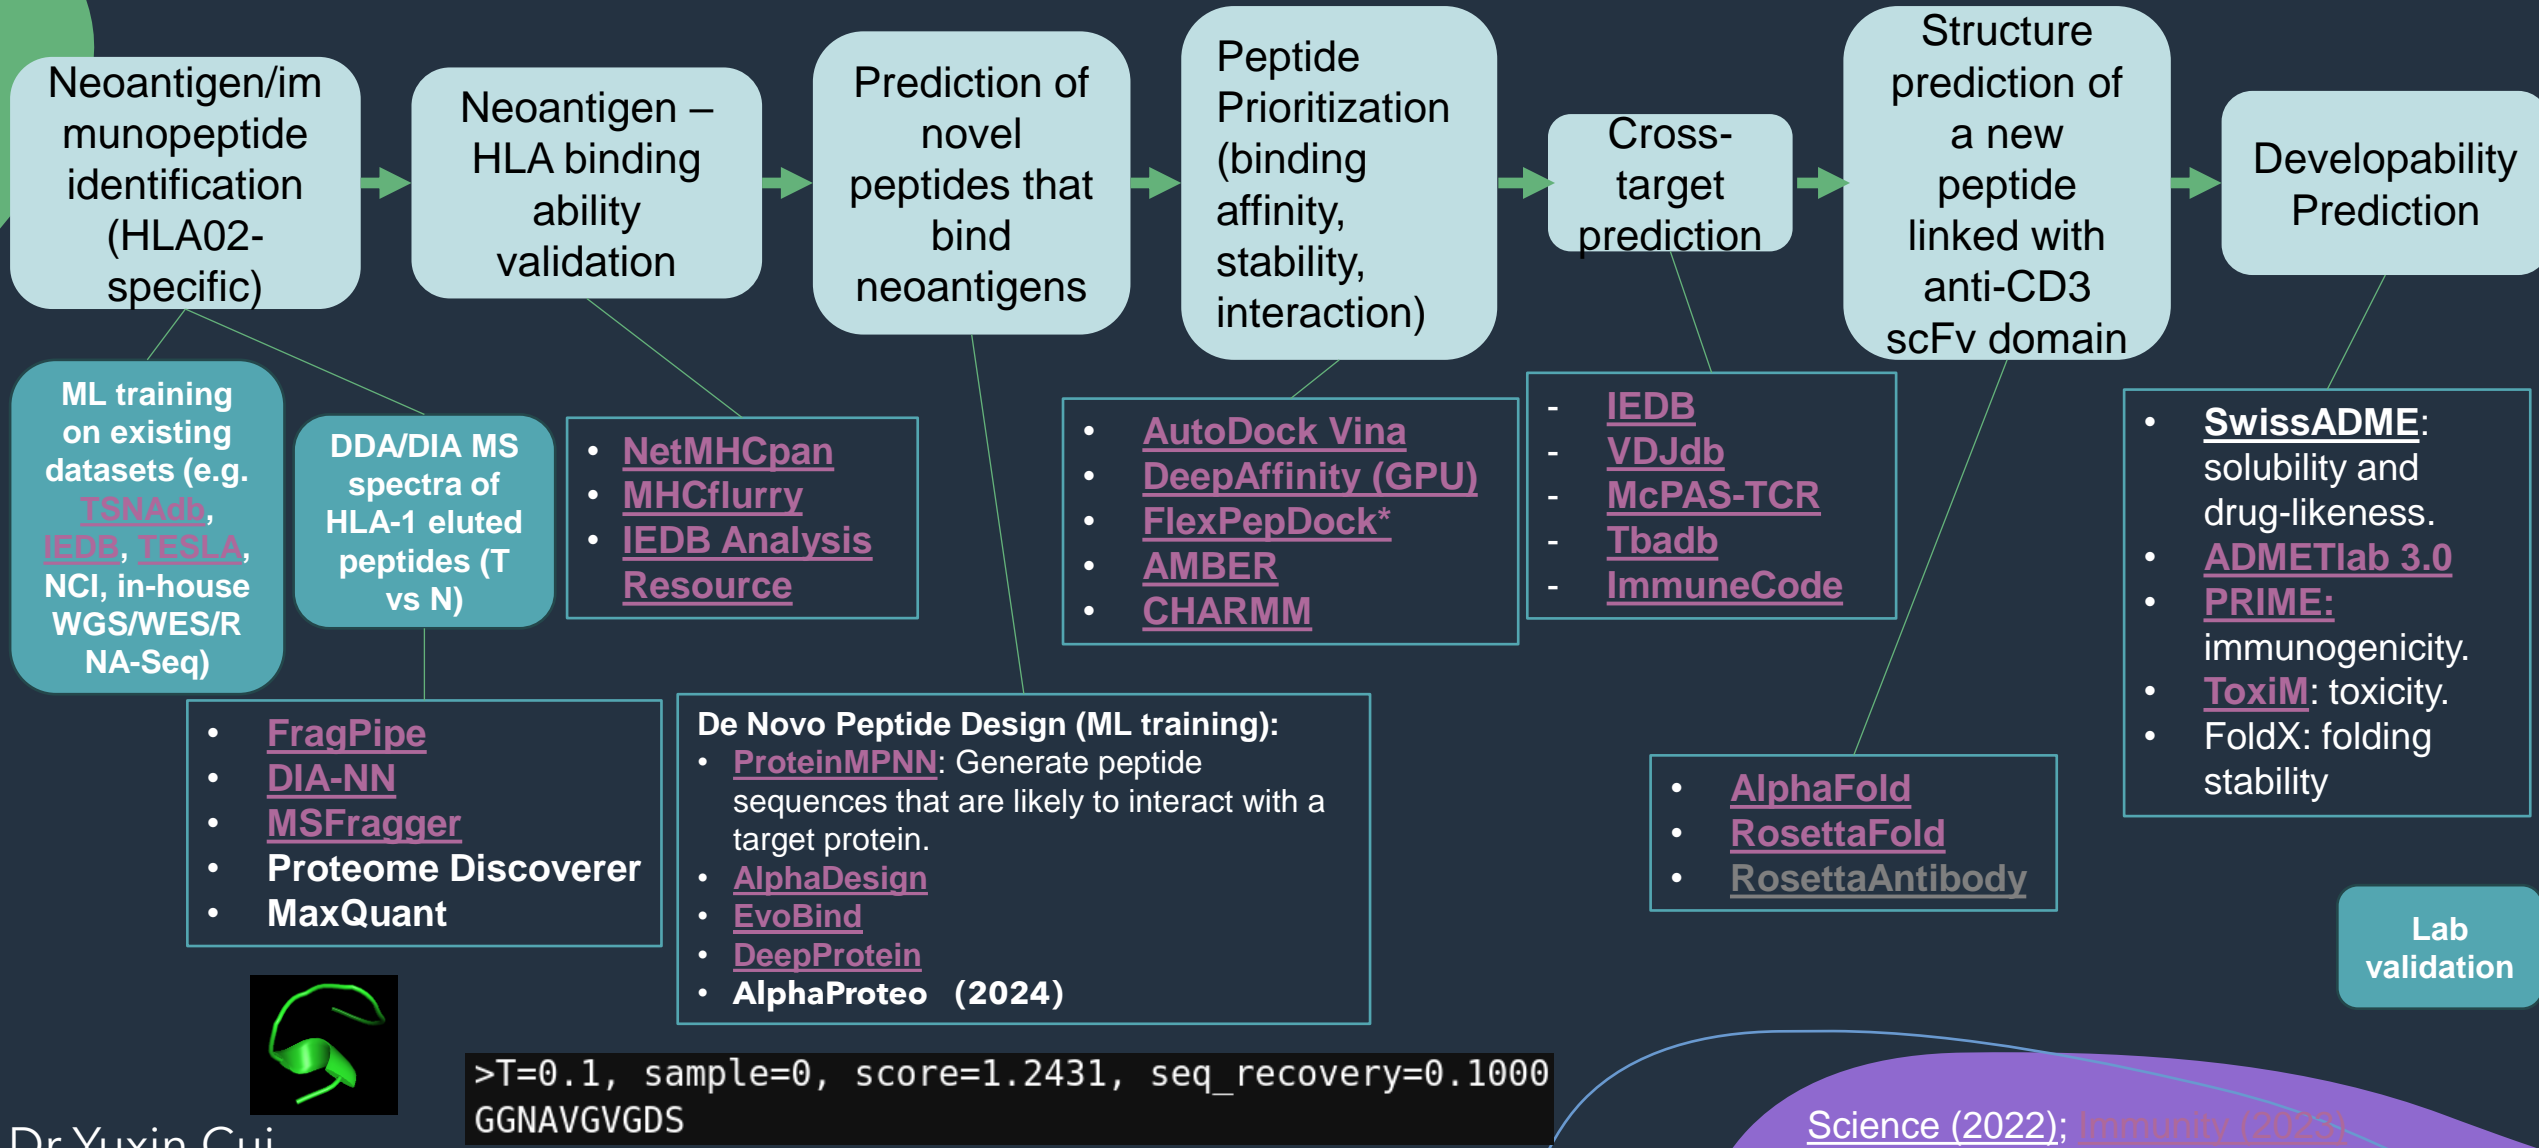 Neoantigen/im
munopeptide
identification
(HLA02-
specific)
Neoantigen –
HLA binding
ability
validation
Prediction of
novel
peptides that
bind
neoantigens
Peptide
Prioritization
(binding
affinity,
stability,
interaction)
Cross-
target
prediction
Structure
prediction of
a new
peptide
linked with
anti-CD3
scFv domain
Developability
Prediction
ML training
on existing
datasets (e.g.
TSNAdb,
IEDB, TESLA,
NCI, in-house
WGS/WES/R
NA-Seq)
DDA/DIA MS
spectra of
HLA-1 eluted
peptides (T
vs N)
• NetMHCpan
• MHCflurry
• IEDB Analysis
Resource
• AutoDock Vina
• DeepAffinity (GPU)
• FlexPepDock*
• AMBER
• CHARMM
- IEDB
- VDJdb
- McPAS-TCR
- Tbadb
- ImmuneCode
• SwissADME:
solubility and
drug-likeness.
• ADMETlab 3.0
• PRIME:
immunogenicity.
• ToxiM: toxicity.
• FoldX: folding
stability
• FragPipe
• DIA-NN
• MSFragger
• Proteome Discoverer
• MaxQuant
De Novo Peptide Design (ML training):
• ProteinMPNN: Generate peptide
sequences that are likely to interact with a
target protein.
• AlphaDesign
• EvoBind
• DeepProtein
• AlphaProteo (2024)
• AlphaFold
• RosettaFold
• RosettaAntibody
Lab
validation
>T=0.1, sample=0, score=1.2431, seq_recovery=0.1000
GGNAVGVGDS
Dr Yuxin Cui
Science (2022); Immunity (2023)